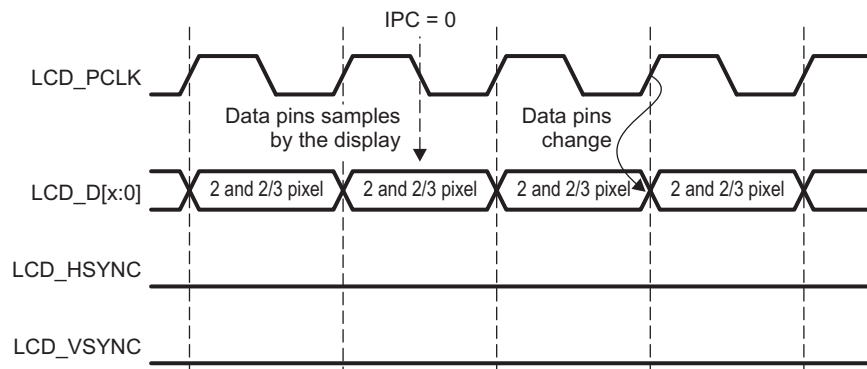 IPC = 0
LCD_PCLK
Data pins samples
by the display
Data pins
change
LCD_D[x:0]
2 and 2/3 pixel
2 and 2/3 pixel
2 and 2/3 pixel
2 and 2/3 pixel
LCD_HSYNC
LCD_VSYNC